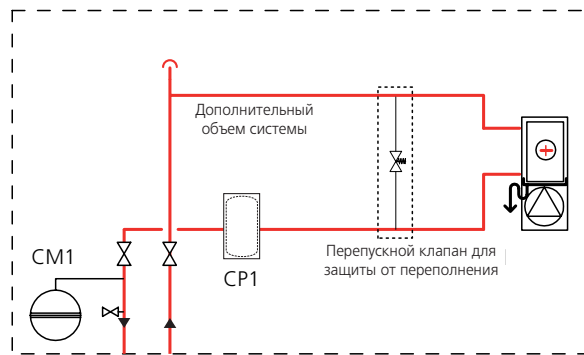 Дополнительный
объем системы
Перепускной клапан для
защиты от переполнения
CM1
CP1